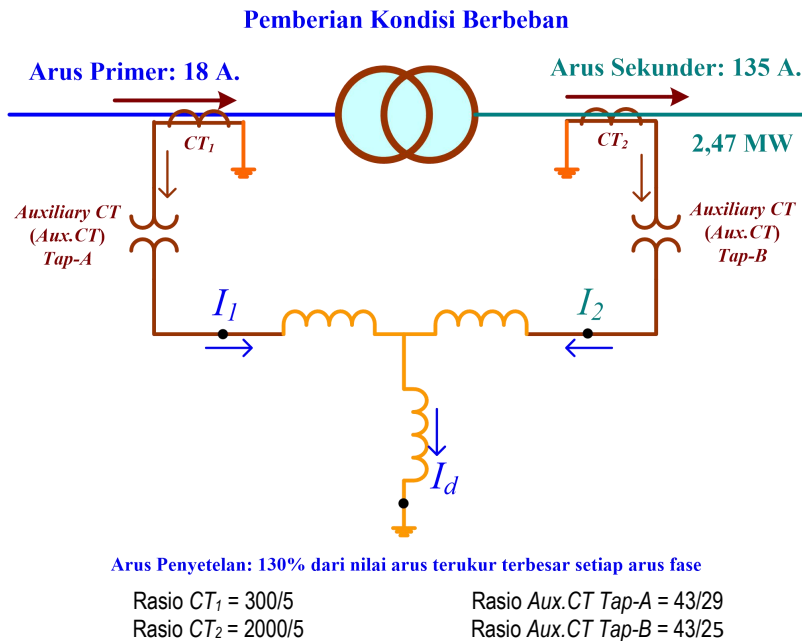 Pemberian Kondisi Berbeban
Arus Primer: 18 A.
Arus Sekunder: 135 A.
CT1
CT2
2,47 MW
Auxiliary CT
(Aux.CT)
Tap-A
Auxiliary CT
(Aux.CT)
Tap-B
I1
I2
Id
Arus Penyetelan: 130% dari nilai arus terukur terbesar setiap arus fase
Rasio CT1 = 300/5
Rasio Aux.CT Tap-A = 43/29
Rasio CT2 = 2000/5
Rasio Aux.CT Tap-B = 43/25